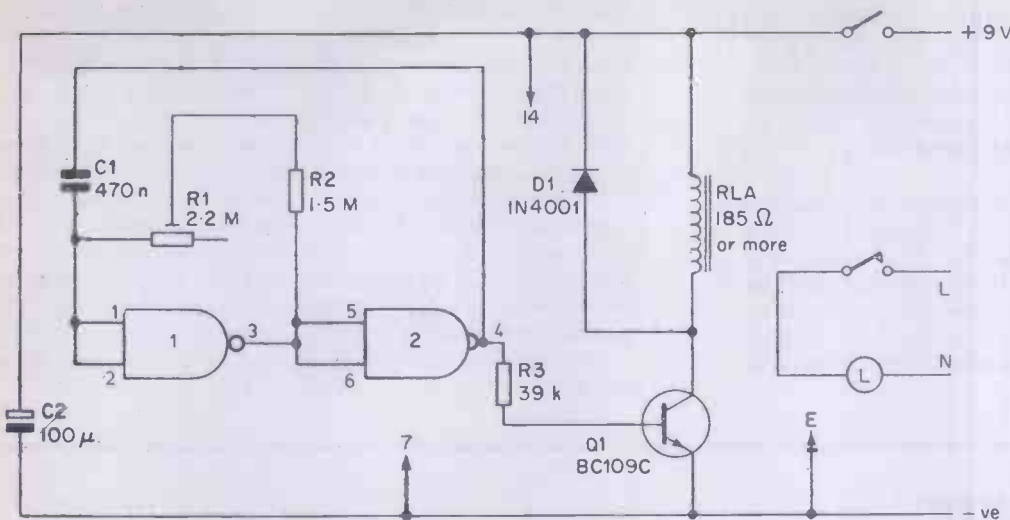 + 9 V
14
C1
470 n
R1
2·2 M
R2
1·5 M
D1
1N4001
RLA
185 Ω
or more
L
N
L
1
2
1
3
5
6
2
4
R3
39 k
C2
100 μ
7
Q1
BC109C
E
– ve